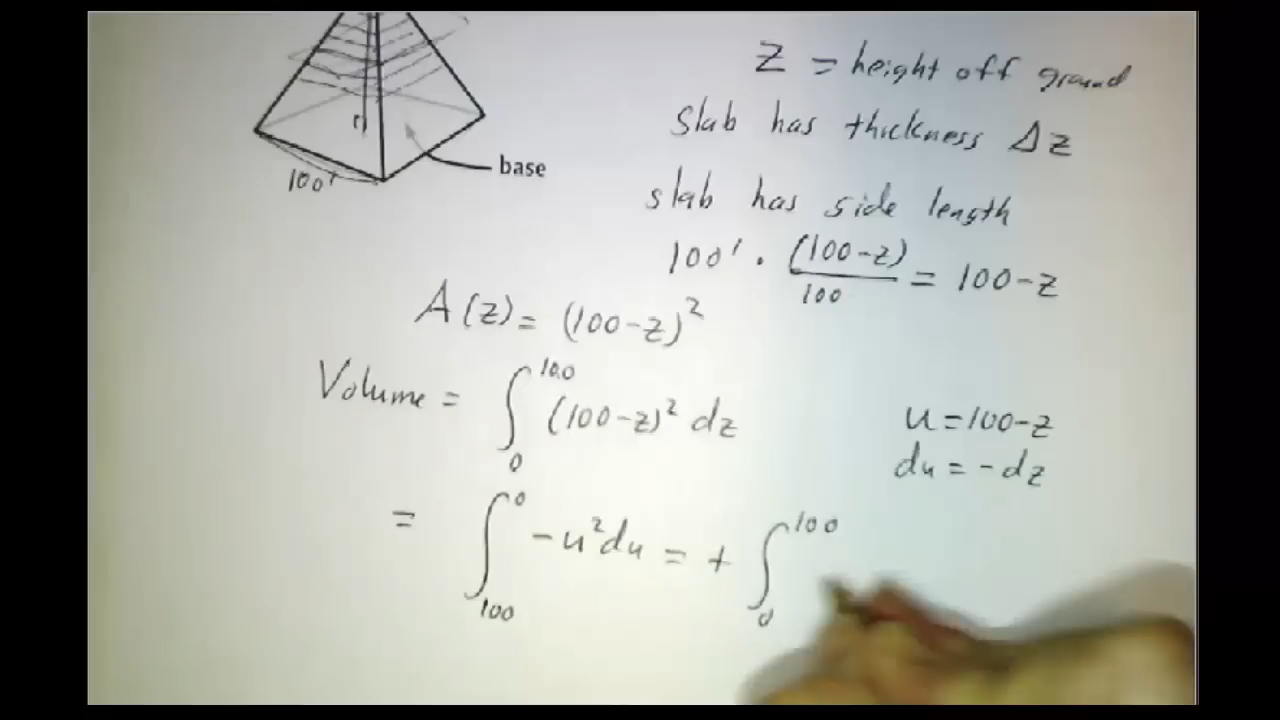 Z = height off ground
Slab has thickness Δz
base
100'
slab has side length
100' · (100-z)/100 = 100-z
A(z) = (100-z)²
Volume = ∫₀¹⁰⁰ (100-z)² dz
u = 100-z
du = -dz
= ∫₁₀₀⁰ -u² du = + ∫₀¹⁰⁰